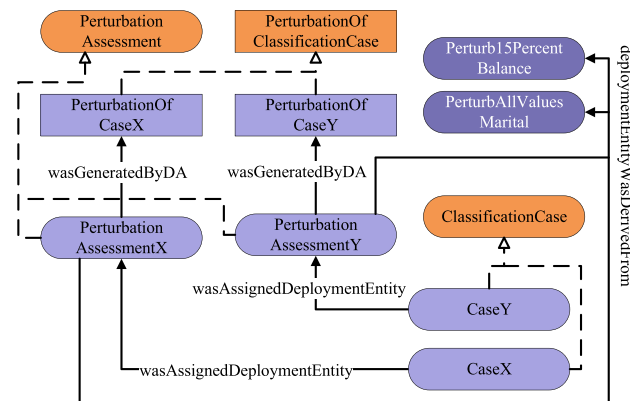 Perturbation
Assessment
PerturbationOf
ClassificationCase
Perturb15Percent
Balance
PerturbAllValues
Marital
deploymentEntityWasDerivedFrom
PerturbationOf
CaseX
PerturbationOf
CaseY
wasGeneratedByDA
wasGeneratedByDA
Perturbation
AssessmentX
Perturbation
AssessmentY
ClassificationCase
wasAssignedDeploymentEntity
CaseY
wasAssignedDeploymentEntity
CaseX